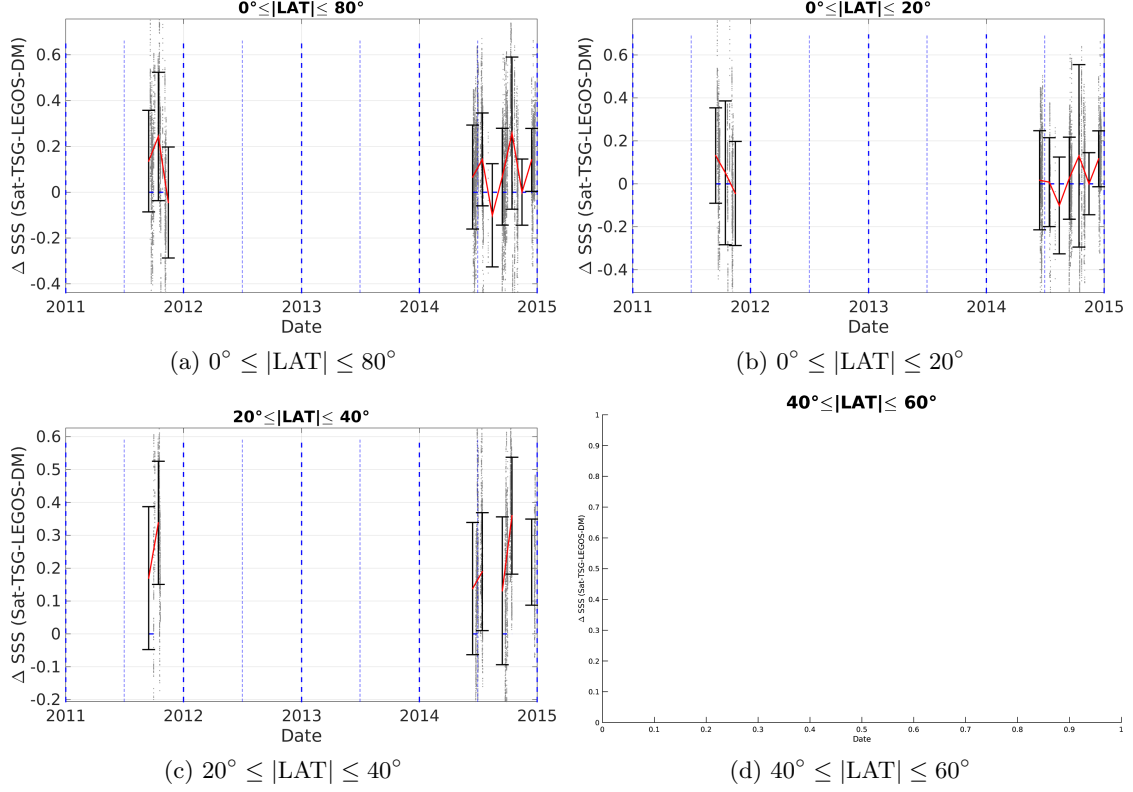 0°≤|LAT|≤ 80°
Δ SSS (Sat-TSG-LEGOS-DM)
0.6
0.4
0.2
0
-0.2
-0.4
2011 2012 2013 2014 2015
Date
(a) 0° ≤ |LAT| ≤ 80°
0°≤|LAT|≤ 20°
Δ SSS (Sat-TSG-LEGOS-DM)
0.6
0.4
0.2
0
-0.2
-0.4
2011 2012 2013 2014 2015
Date
(b) 0° ≤ |LAT| ≤ 20°
20°≤|LAT|≤ 40°
Δ SSS (Sat-TSG-LEGOS-DM)
0.6
0.5
0.4
0.3
0.2
0.1
0
-0.1
-0.2
2011 2012 2013 2014 2015
Date
(c) 20° ≤ |LAT| ≤ 40°
40°≤|LAT|≤ 60°
Δ SSS (Sat-TSG-LEGOS-DM)
1
0.9
0.8
0.7
0.6
0.5
0.4
0.3
0.2
0.1
0
0 0.1 0.2 0.3 0.4 0.5 0.6 0.7 0.8 0.9 1
Date
(d) 40° ≤ |LAT| ≤ 60°